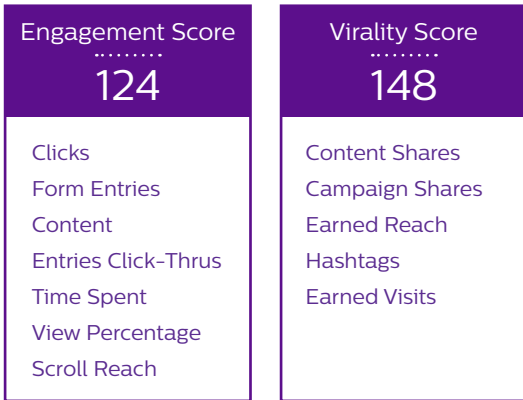 Engagement Score
124
Clicks
Form Entries
Content
Entries Click-Thrus
Time Spent
View Percentage
Scroll Reach
Virality Score
148
Content Shares
Campaign Shares
Earned Reach
Hashtags
Earned Visits